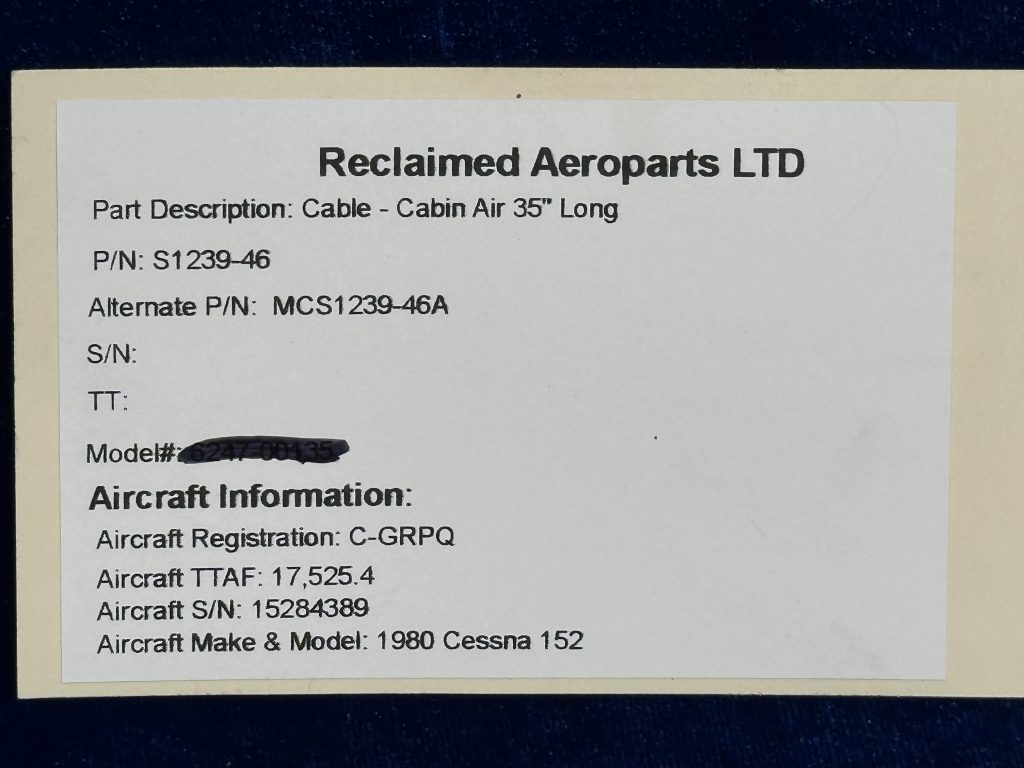 Reclaimed Aeroparts LTD
Part Description: Cable - Cabin Air 35" Long
P/N: S1239-46
Alternate P/N: MCS1239-46A
S/N:
TT:
Model#:
Aircraft Information:
Aircraft Registration: C-GRPQ
Aircraft TTAF: 17,525.4
Aircraft S/N: 15284389
Aircraft Make & Model: 1980 Cessna 152